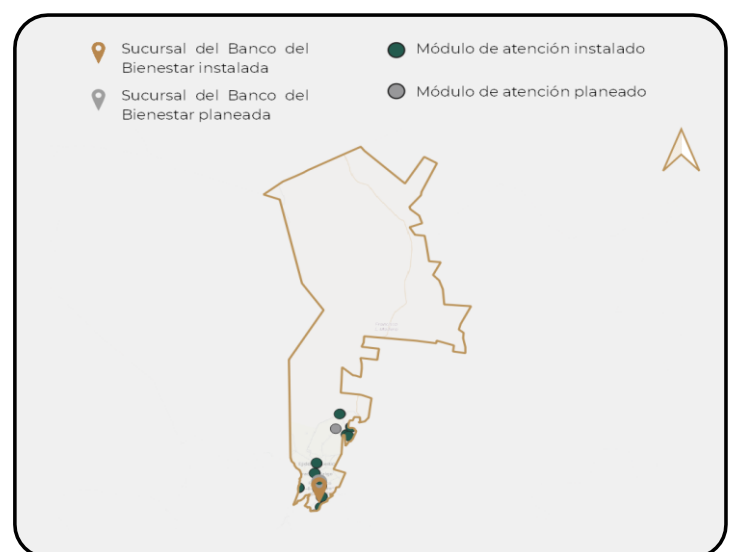 Sucursal del Banco del
Bienestar instalada
Sucursal del Banco del
Bienestar planeada
Módulo de atención instalado
Módulo de atención planeado